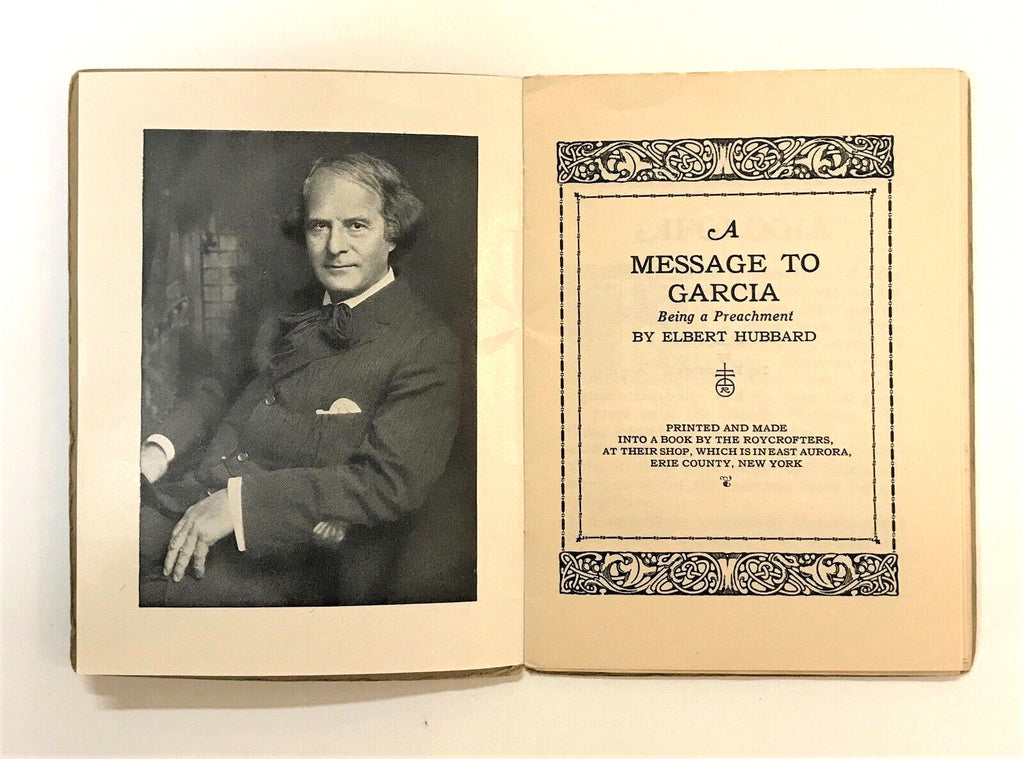 A
MESSAGE TO
GARCIA
Being a Preachment
BY ELBERT HUBBARD
R
PRINTED AND MADE
INTO A BOOK BY THE ROYCROFTERS,
AT THEIR SHOP, WHICH IS IN EAST AURORA,
ERIE COUNTY, NEW YORK